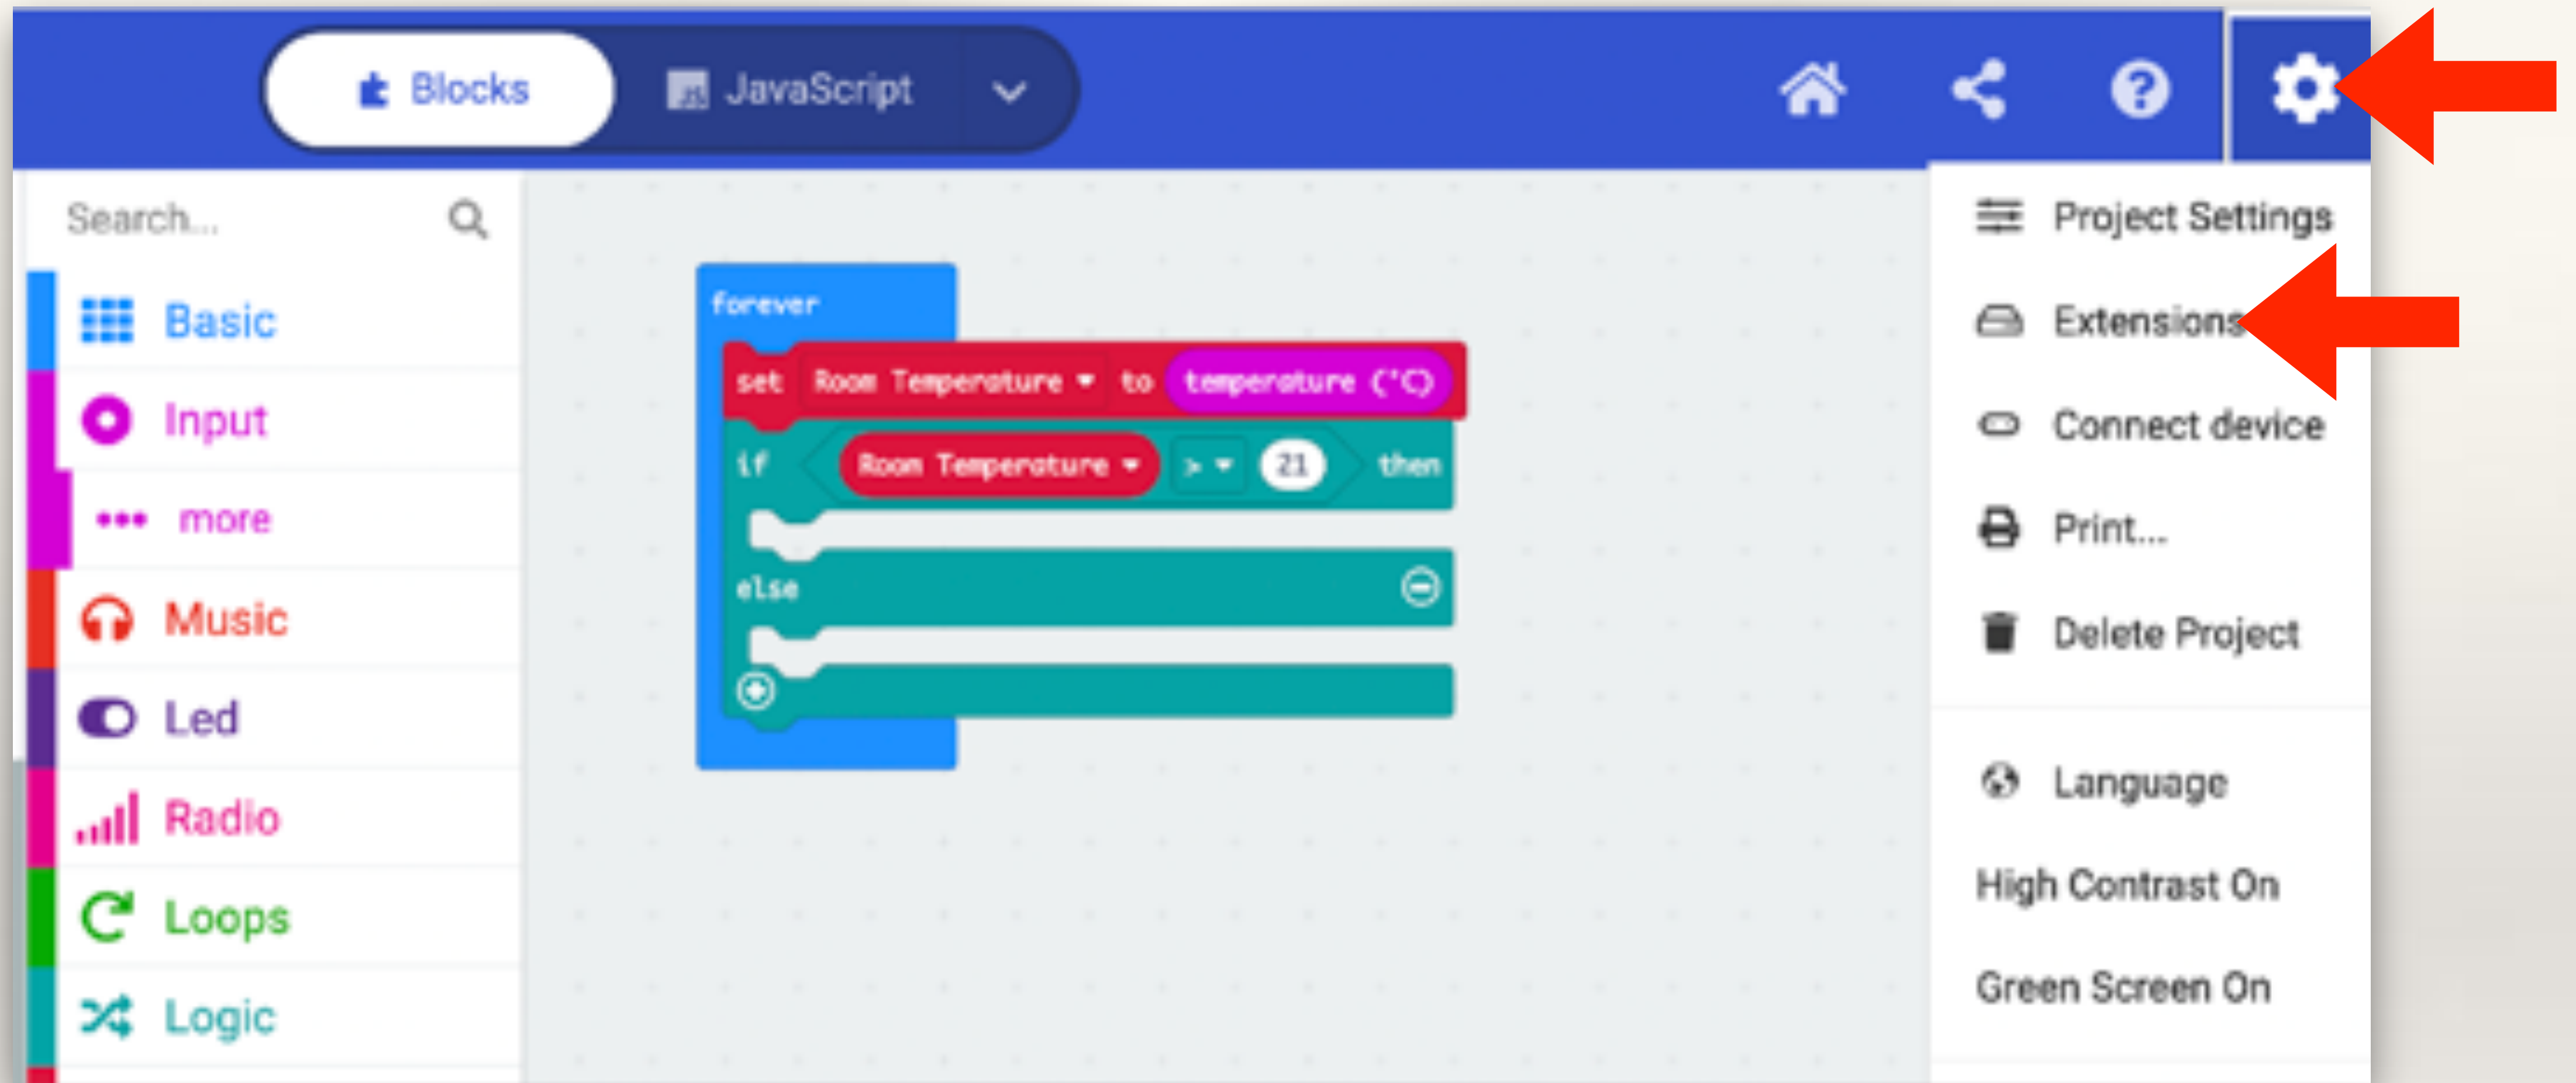 Blocks
JavaScript
Search...
Basic
Input
more
Music
Led
Radio
Loops
Logic
forever
set Room Temperature to temperature (°C)
if Room Temperature > 21 then
else
Project Settings
Extensions
Connect device
Print...
Delete Project
Language
High Contrast On
Green Screen On